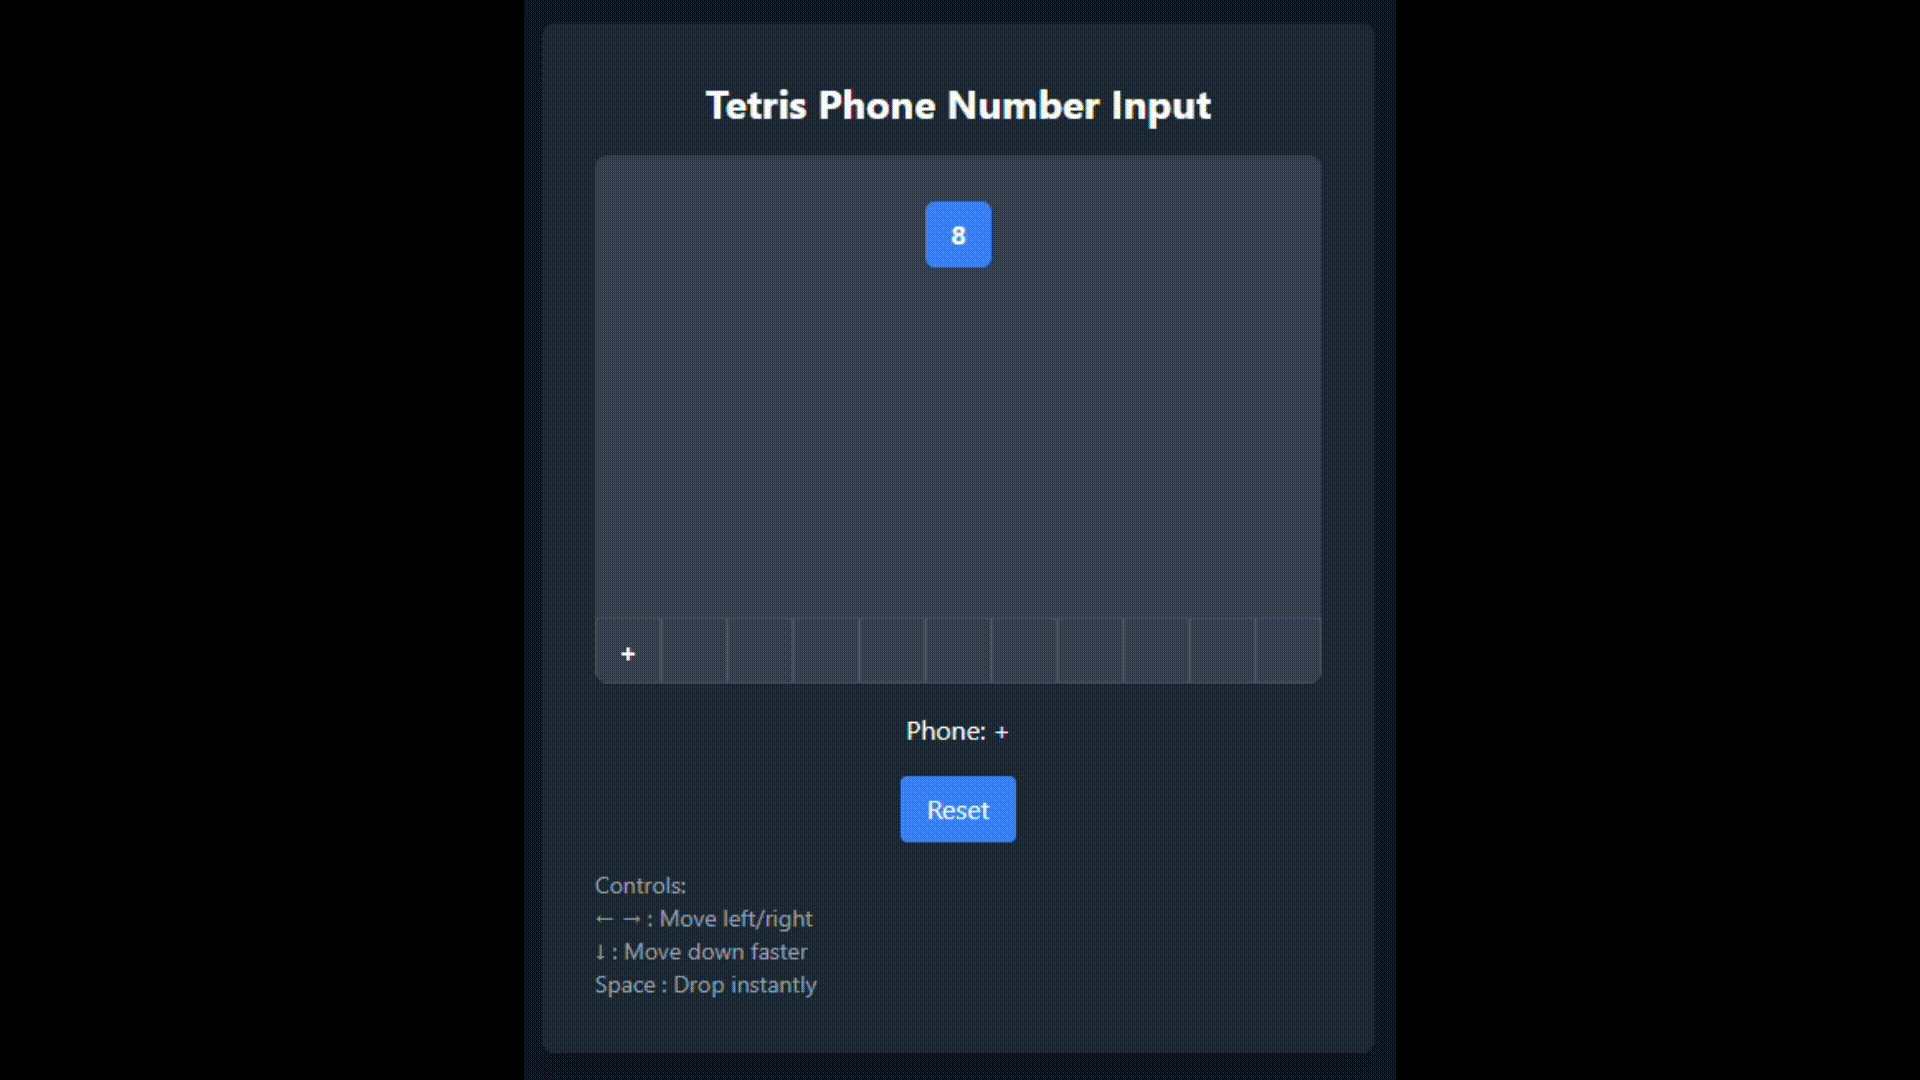 Tetris Phone Number Input
8
+
Phone: +
Reset
Controls:
← → : Move left/right
↓ : Move down faster
Space : Drop instantly